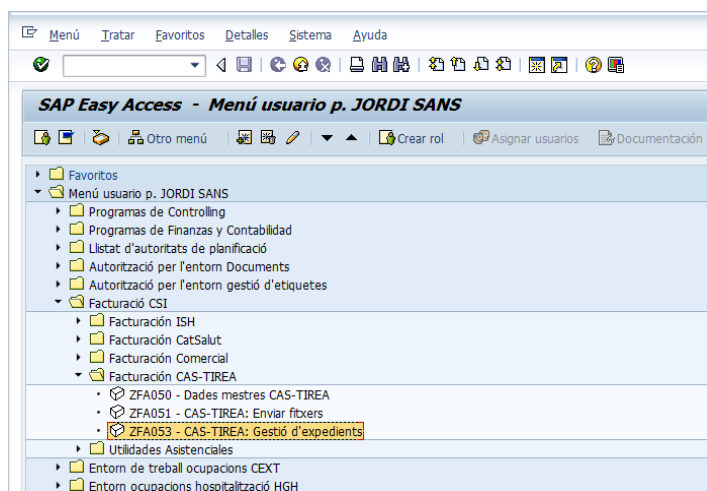 Menú Tratar Favoritos Detalles Sistema Ayuda
SAP Easy Access - Menú usuario p. JORDI SANS
Otro menú Crear rol Asignar usuarios Documentación
Favoritos
Menú usuario p. JORDI SANS
Programas de Controlling
Programas de Finanzas y Contabilidad
Llistat d'autoritats de planificació
Autorització per l'entorn Documents
Autorització per l'entorn gestió d'etiquetes
Facturació CSI
Facturación ISH
Facturación CatSalut
Facturación Comercial
Facturación CAS-TIREA
ZFA050 - Dades mestres CAS-TIREA
ZFA051 - CAS-TIREA: Enviar fitxers
ZFA053 - CAS-TIREA: Gestió d'expedients
Utilidades Asistenciales
Entorn de treball ocupacions CEXT
Entorn ocupacions hospitalització HGH